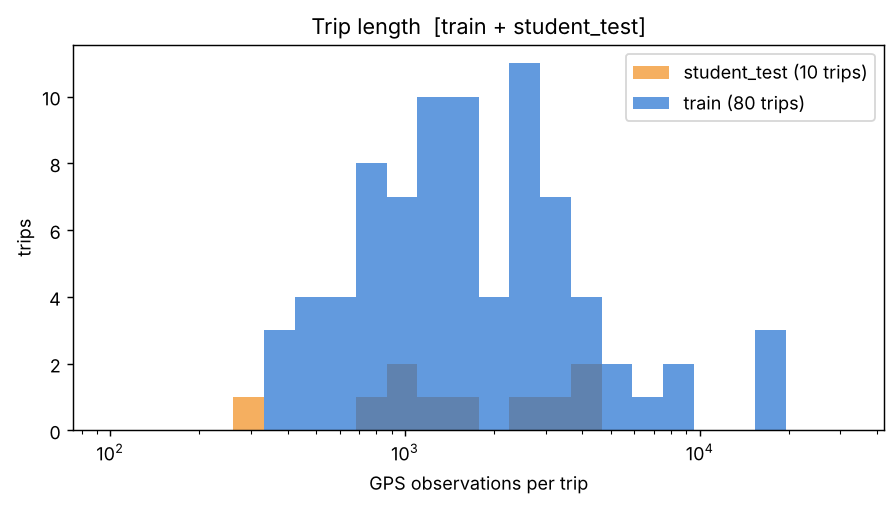 Trip length  [train + student_test]
student_test (10 trips)
train (80 trips)
trips
10
8
6
4
2
0
10²
10³
10⁴
GPS observations per trip